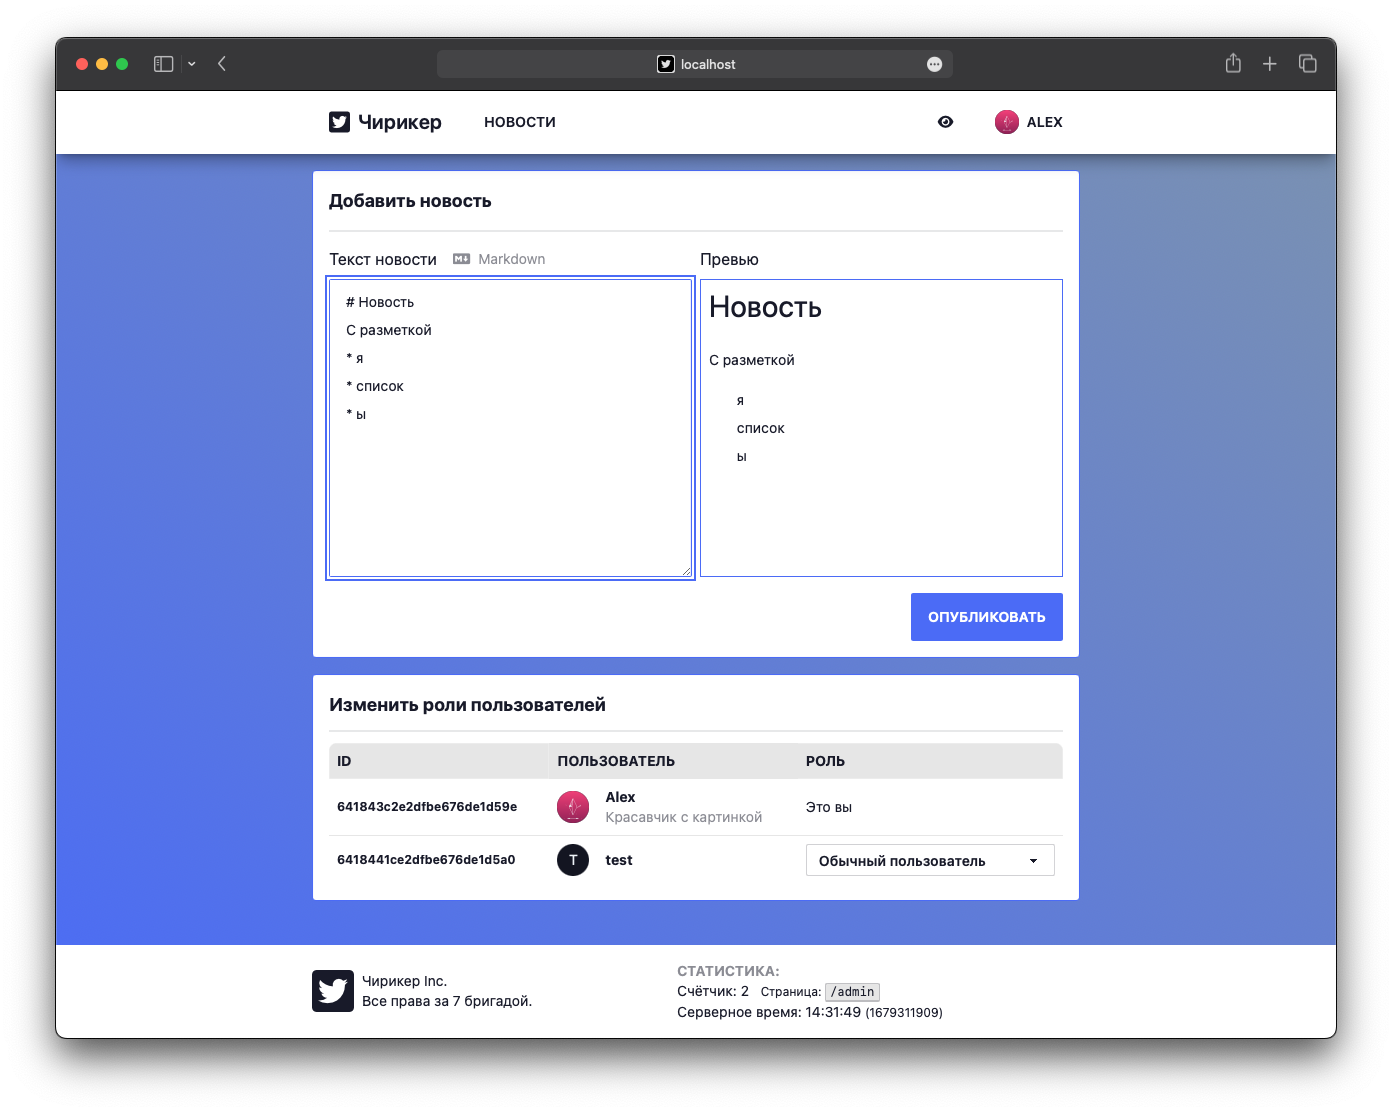 localhost
Чирикер НОВОСТИ ALEX
Добавить новость
Текст новости Markdown
# Новость
С разметкой
* я
* список
* ы
Превью
Новость
С разметкой
я
список
ы
ОПУБЛИКОВАТЬ
Изменить роли пользователей
ID ПОЛЬЗОВАТЕЛЬ РОЛЬ
641843c2e2dfbe676de1d59e Alex Это вы
Красавчик с картинкой
6418441ce2dfbe676de1d5a0 T test Обычный пользователь
Чирикер Inc.
Все права за 7 бригадой.
СТАТИСТИКА:
Счётчик: 2 Страница: /admin
Серверное время: 14:31:49 (1679311909)